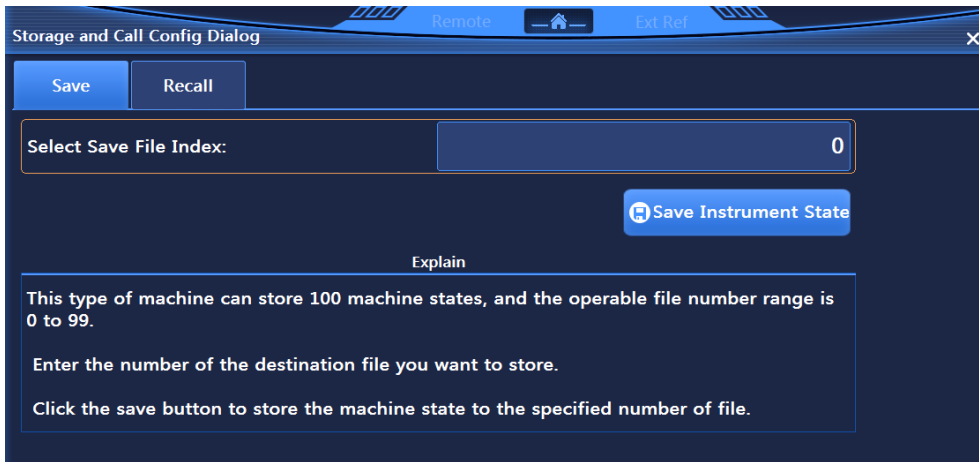 Remote
Ext Ref
Storage and Call Config Dialog
Save
Recall
Select Save File Index:
0
Save Instrument State
Explain
This type of machine can store 100 machine states, and the operable file number range is
0 to 99.
Enter the number of the destination file you want to store.
Click the save button to store the machine state to the specified number of file.